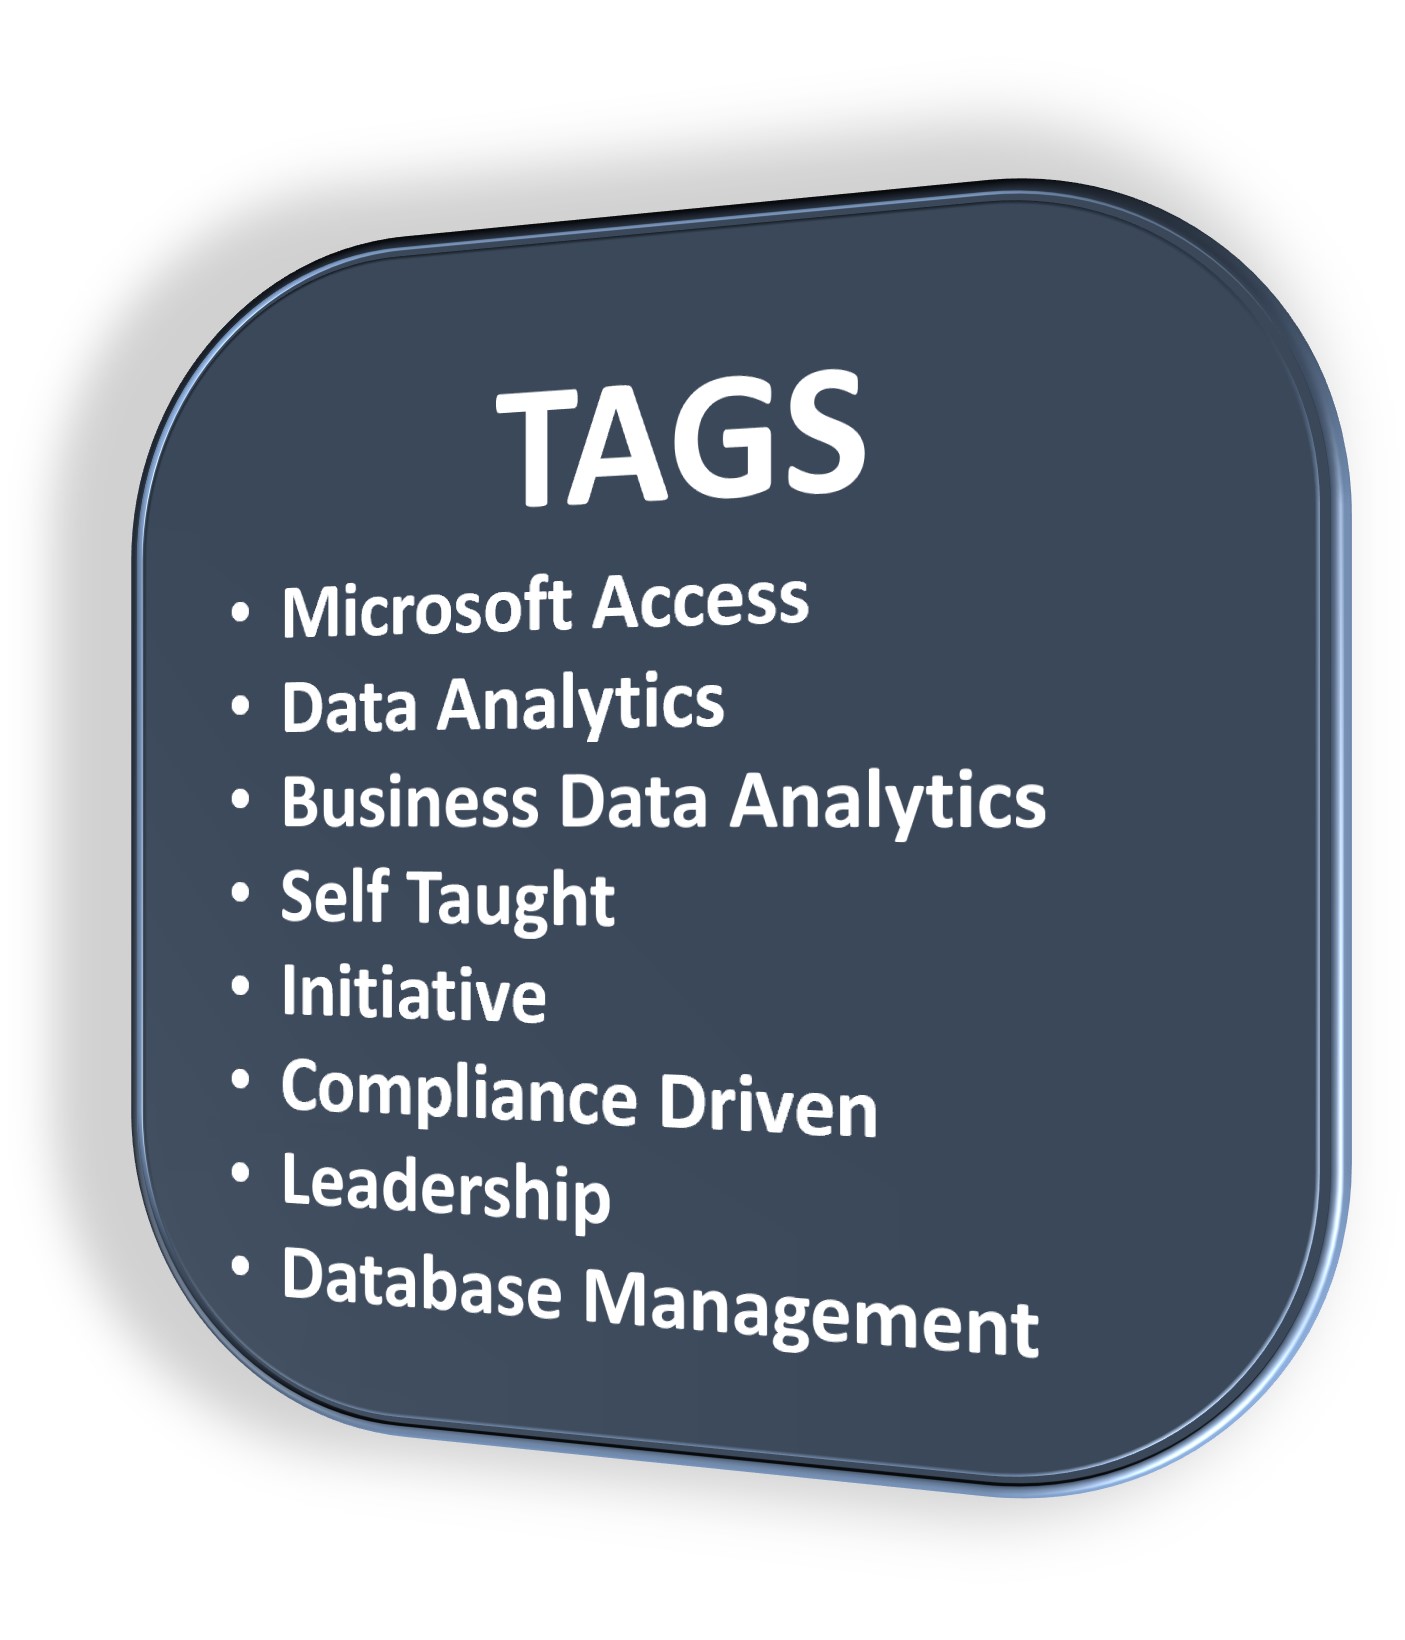 TAGS
• Microsoft Access
• Data Analytics
• Business Data Analytics
• Self Taught
• Initiative
• Compliance Driven
• Leadership
• Database Management